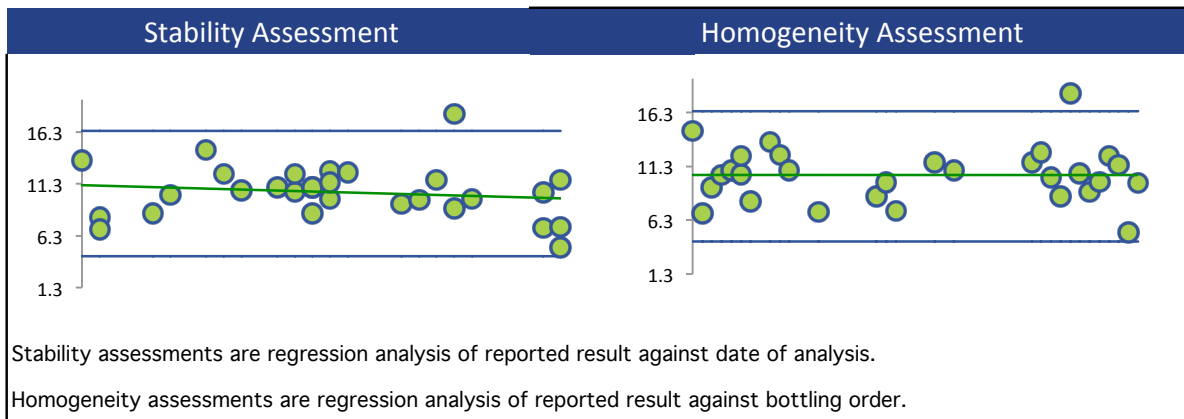 Stability Assessment
Homogeneity Assessment
16.3
11.3
6.3
1.3
16.3
11.3
6.3
1.3
Stability assessments are regression analysis of reported result against date of analysis.
Homogeneity assessments are regression analysis of reported result against bottling order.